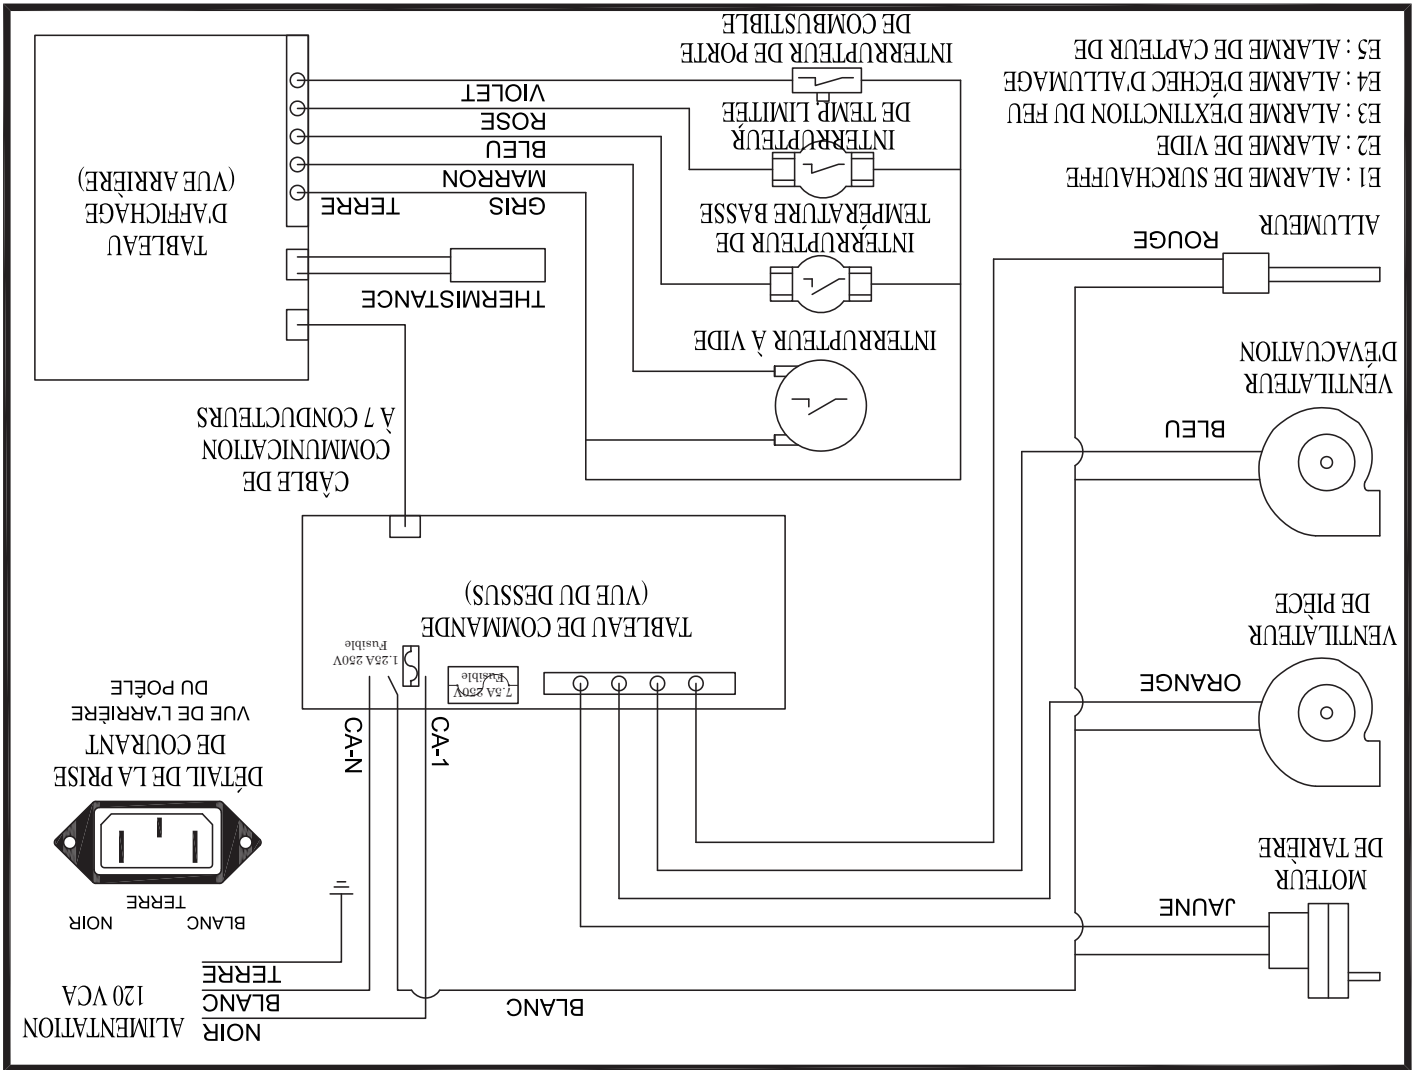 NOIR
BLANC
TERRE
ALIMENTATION
120 VCA
BLANC
BLANC
TERRE
NOIR
DÉTAIL DE LA PRISE
DE COURANT
VUE DE L'ARRIÈRE
DU POÊLE
MOTEUR
DE TARIÈRE
JAUNE
CA-1
CA-N
VENTILATEUR
DE PIÈCE
ORANGE
7.5A 250V
Fusible
1.25A 250V
Fusible
TABLEAU DE COMMANDE
(VUE DU DESSUS)
CÂBLE DE
COMMUNICATION
À 7 CONDUCTEURS
VENTILATEUR
D'ÉVACUATION
BLEU
INTERRUPTEUR À VIDE
THERMISTANCE
ALLUMEUR
ROUGE
INTERRUPTEUR DE
TEMPÉRATURE BASSE
TABLEAU
D'AFFICHAGE
(VUE ARRIÈRE)
GRIS
TERRE
MARRON
BLEU
ROSE
VIOLET
INTERRUPTEUR
DE TEMP LIMITÉE
INTERRUPTEUR DE PORTE
DE COMBUSTIBLE
E1 : ALARME DE SURCHAUFFE
E2 : ALARME DE VIDE
E3 : ALARME D'EXTINCTION DU FEU
E4 : ALARME D'ÉCHEC D'ALLUMAGE
E5 : ALARME DE CAPTEUR DE